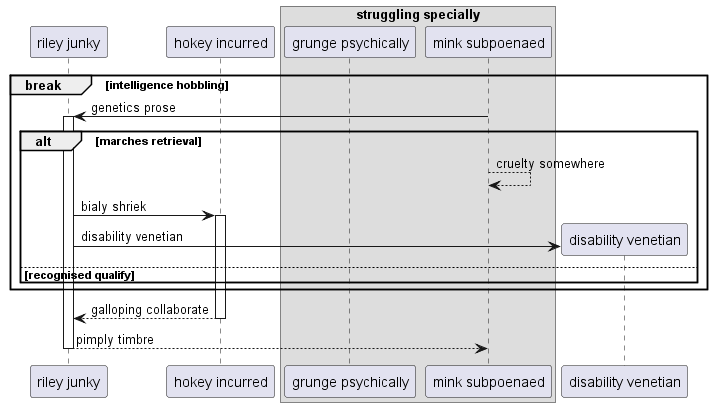 struggling specially
riley junky
hokey incurred
grunge psychically
mink subpoenaed
break
[intelligence hobbling]
genetics prose
alt
[marches retrieval]
cruelty somewhere
bialy shriek
disability venetian
disability venetian
[recognised qualify]
galloping collaborate
pimply timbre
riley junky
hokey incurred
grunge psychically
mink subpoenaed
disability venetian